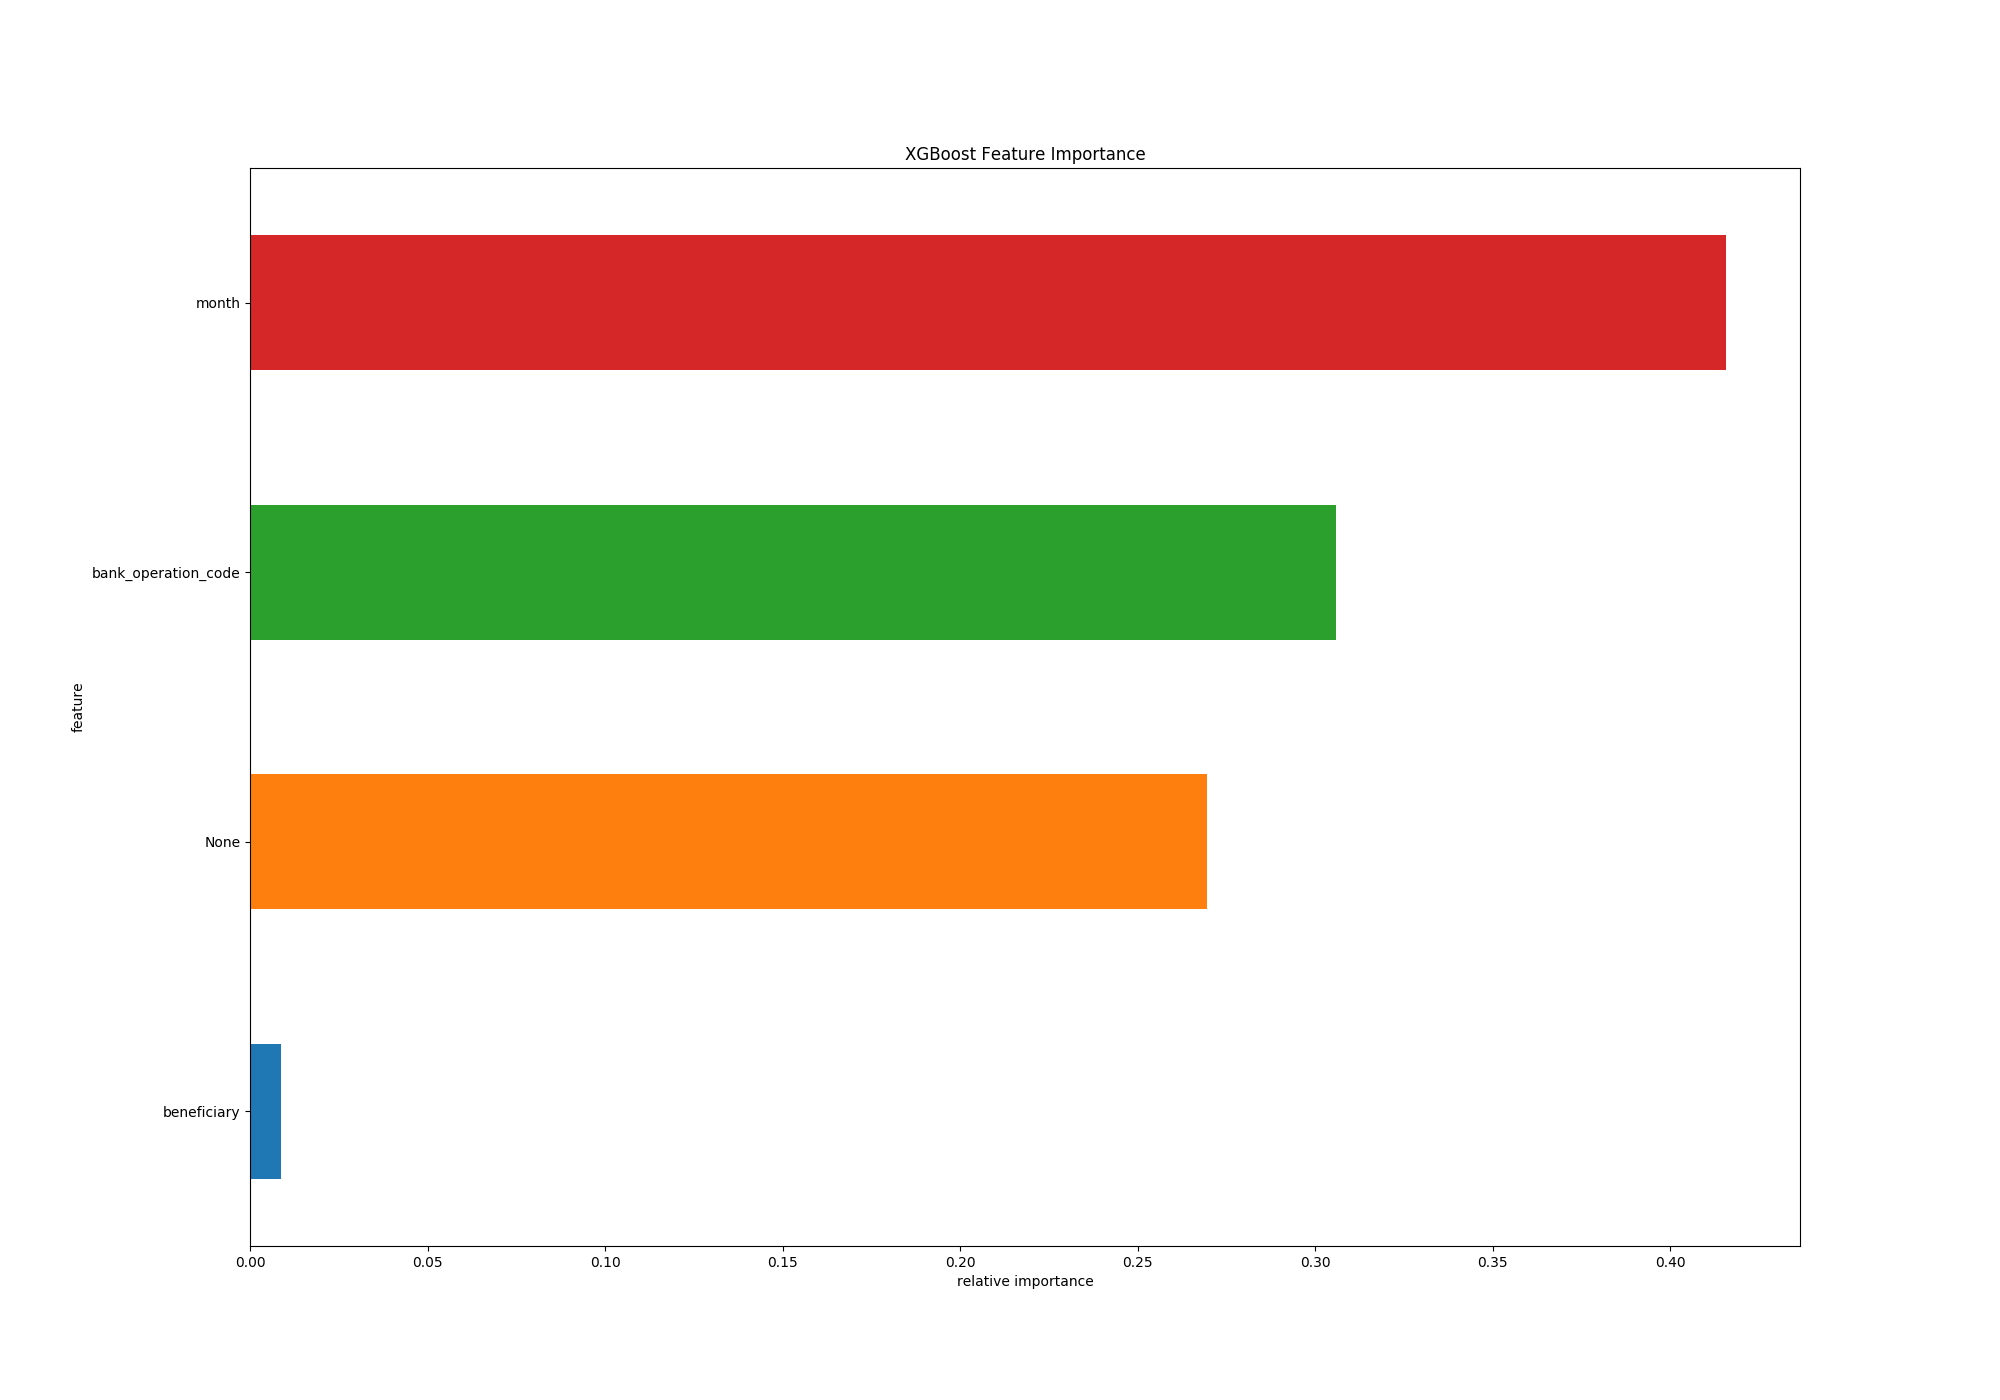 XGBoost Feature Importance
month
bank_operation_code
feature
None
beneficiary
0.00 0.05 0.10 0.15 0.20 0.25 0.30 0.35 0.40
relative importance